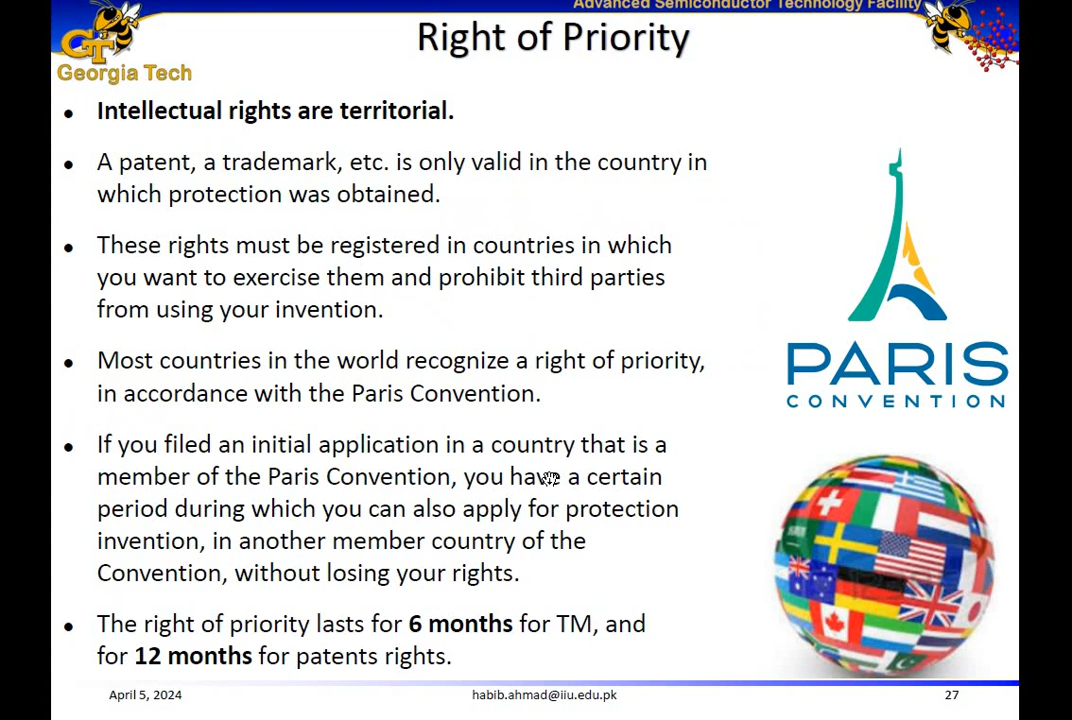 Advanced Semiconductor Technology Facility
Right of Priority
GT
Georgia Tech
• Intellectual rights are territorial.
• A patent, a trademark, etc. is only valid in the country in
which protection was obtained.
• These rights must be registered in countries in which
you want to exercise them and prohibit third parties
from using your invention.
• Most countries in the world recognize a right of priority,
in accordance with the Paris Convention.
• If you filed an initial application in a country that is a
member of the Paris Convention, you have a certain
period during which you can also apply for protection
invention, in another member country of the
Convention, without losing your rights.
• The right of priority lasts for 6 months for TM, and
for 12 months for patents rights.
PARIS
CONVENTION
April 5, 2024
habib.ahmad@iiu.edu.pk
27